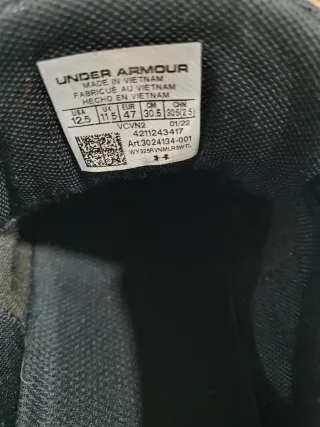 UNDER ARMOUR
MADE IN VIETNAM
FABRIQUÉ AU VIETNAM
HECHO EN VIETNAM
USA UK EUR CM CHN
12.5 11.5 47 30.5 305(2.5)
VCVN2 01/22
4211243417
Art.3024134-001